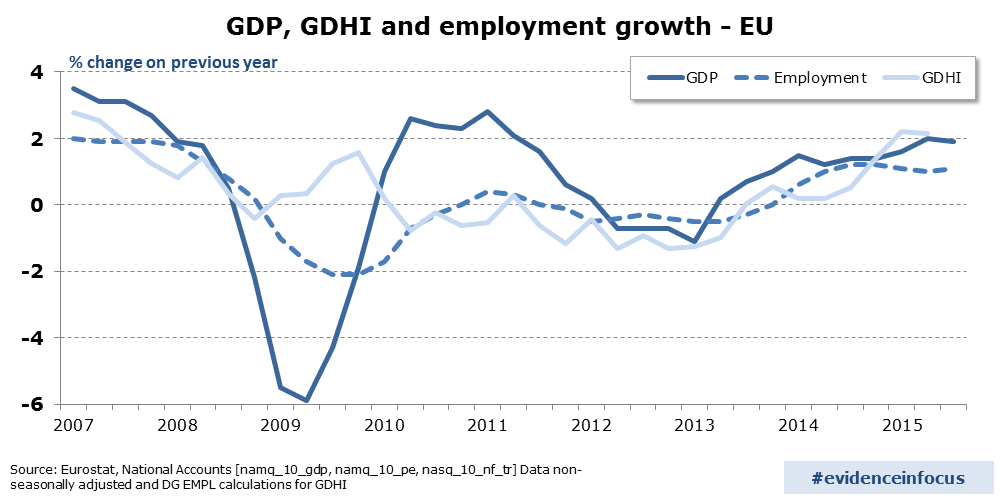 GDP, GDHI and employment growth - EU
% change on previous year
GDP Employment GDHI
4
2
0
-2
-4
-6
2007 2008 2009 2010 2011 2012 2013 2014 2015
Source: Eurostat, National Accounts [namq_10_gdp, namq_10_pe, nasq_10_nf_tr] Data non-
seasonally adjusted and DG EMPL calculations for GDHI
#evidenceinfocus